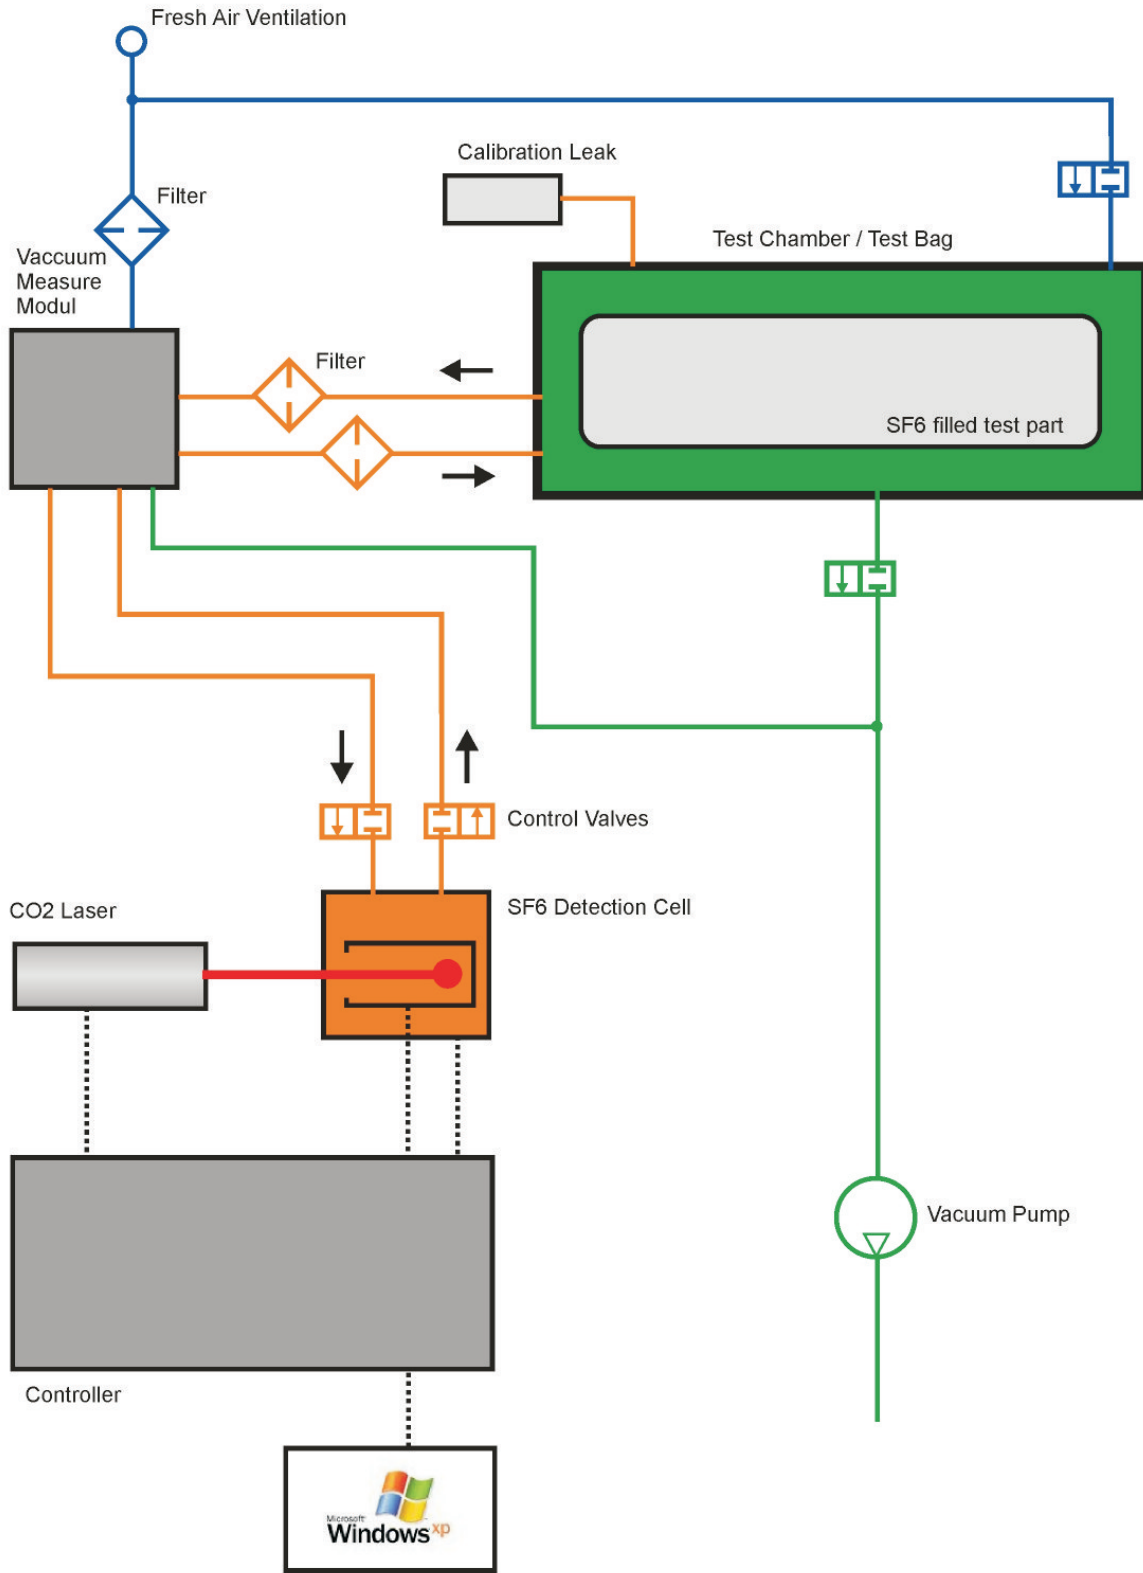 Fresh Air Ventilation
Calibration Leak
Filter
Test Chamber / Test Bag
Vaccuum
Measure
Modul
Filter
SF6 filled test part
Control Valves
CO2 Laser
SF6 Detection Cell
Vacuum Pump
Controller
Microsoft
Windows xp